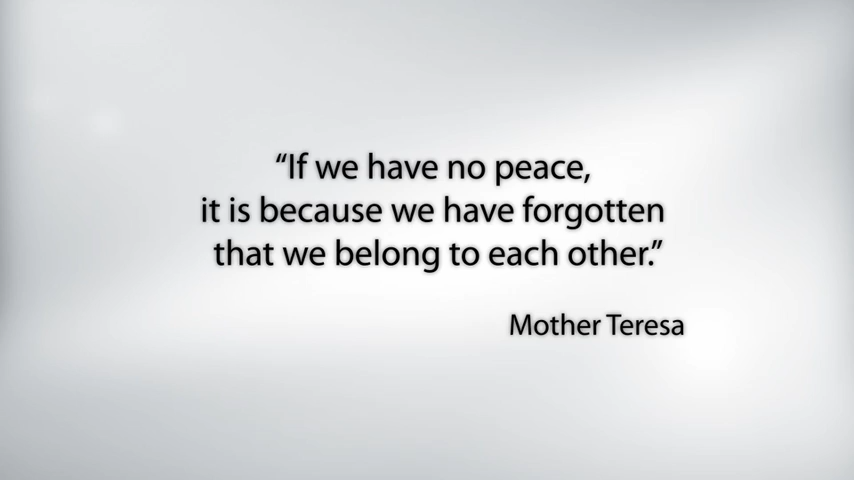 “If we have no peace,
it is because we have forgotten
that we belong to each other.”
Mother Teresa